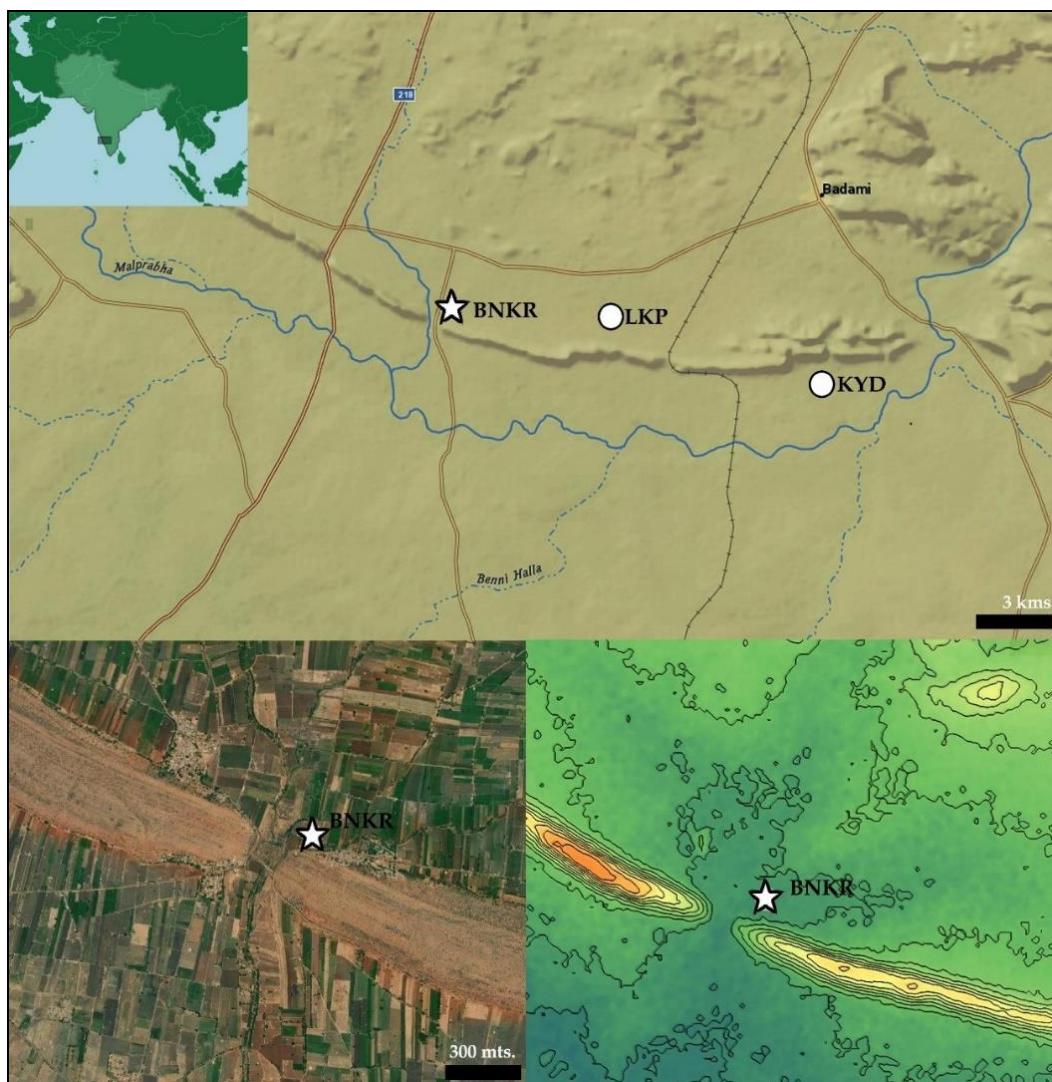 218
Badami
Malprabha
BNKR
LKP
KYD
Benni Halla
3 kms
BNKR
300 mts.
BNKR